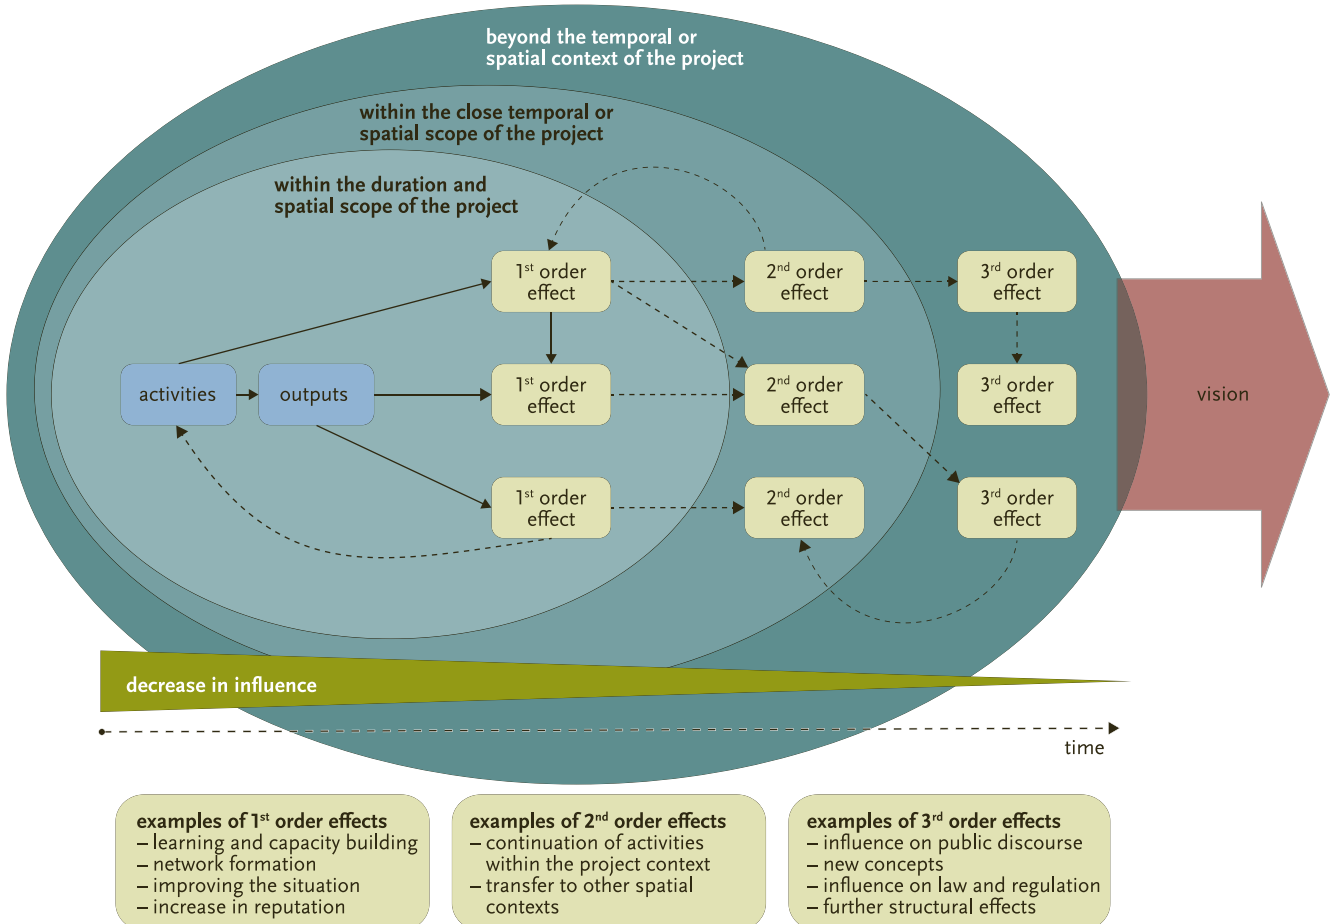 beyond the temporal or
spatial context of the project
within the close temporal or
spatial scope of the project
within the duration and
spatial scope of the project
1st order
effect
2nd order
effect
3rd order
effect
activities
outputs
1st order
effect
2nd order
effect
3rd order
effect
vision
1st order
effect
2nd order
effect
3rd order
effect
decrease in influence
time
examples of 1st order effects
– learning and capacity building
– network formation
– improving the situation
– increase in reputation
examples of 2nd order effects
– continuation of activities
within the project context
– transfer to other spatial
contexts
examples of 3rd order effects
– influence on public discourse
– new concepts
– influence on law and regulation
– further structural effects